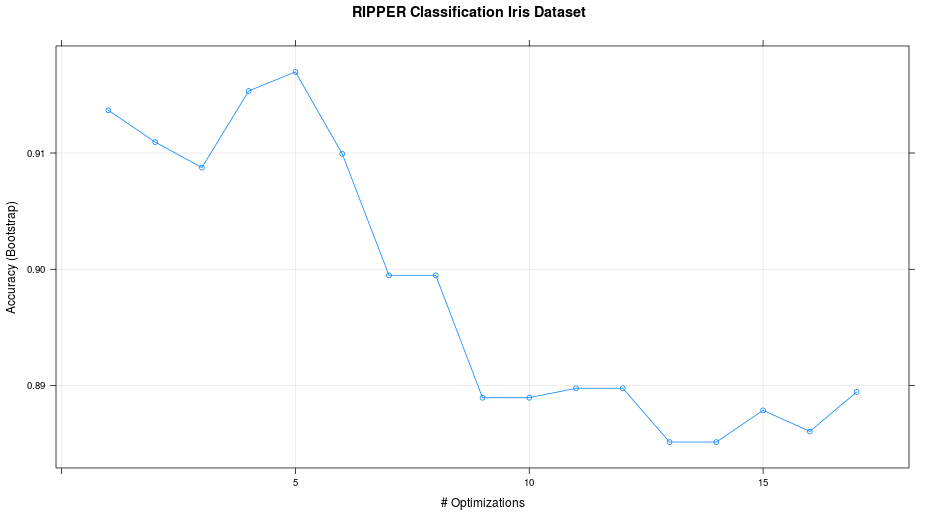 RIPPER Classification Iris Dataset
0.91
0.90
0.89
Accuracy (Bootstrap)
5 10 15
# Optimizations